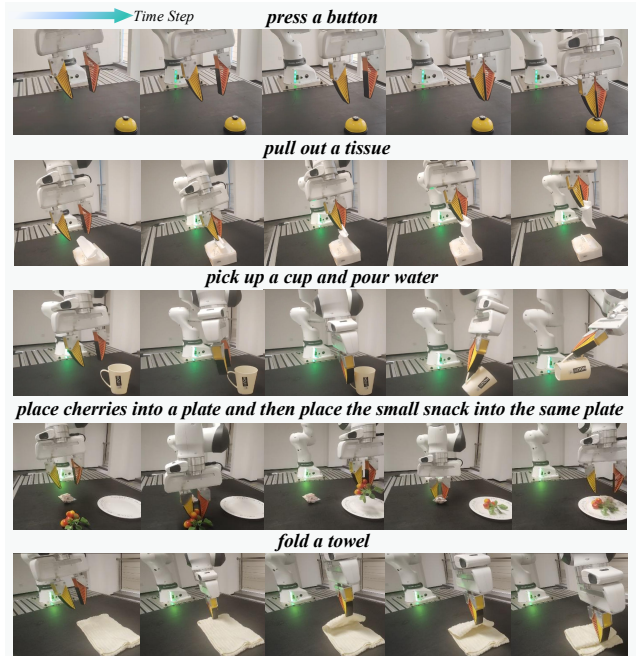 Time Step
press a button
pull out a tissue
pick up a cup and pour water
place cherries into a plate and then place the small snack into the same plate
fold a towel